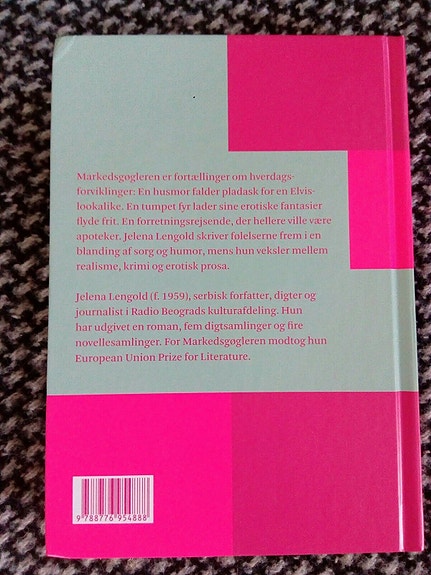 Markedsgøgleren er fortællinger om hverdags-
forviklinger: En husmor falder pladask for en Elvis-
lookalike. En tumpet fyr lader sine erotiske fantasier
flyde frit. En forretningsrejsende, der hellere ville være
apoteker. Jelena Lengold skriver følelserne frem i en
blanding af sorg og humor, mens hun veksler mellem
realisme, krimi og erotisk prosa.
Jelena Lengold (f. 1959), serbisk forfatter, digter og
journalist i Radio Beograds kulturafdeling. Hun
har udgivet en roman, fem digtsamlinger og fire
novellesamlinger. For Markedsgøgleren modtog hun
European Union Prize for Literature.
9 788776 954888